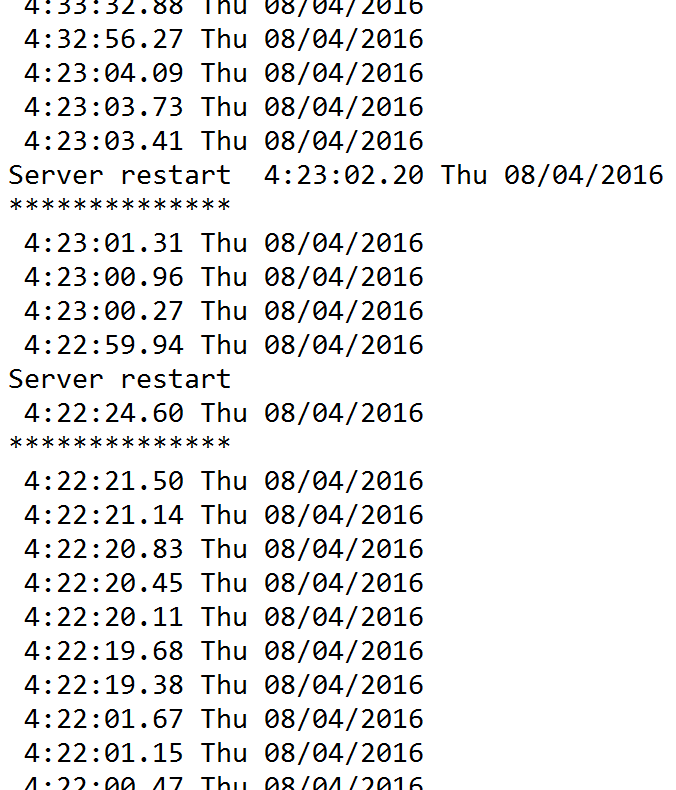 4:33:32.88 Thu 08/04/2016
4:32:56.27 Thu 08/04/2016
4:23:04.09 Thu 08/04/2016
4:23:03.73 Thu 08/04/2016
4:23:03.41 Thu 08/04/2016
Server restart  4:23:02.20 Thu 08/04/2016
**************
4:23:01.31 Thu 08/04/2016
4:23:00.96 Thu 08/04/2016
4:23:00.27 Thu 08/04/2016
4:22:59.94 Thu 08/04/2016
Server restart
4:22:24.60 Thu 08/04/2016
**************
4:22:21.50 Thu 08/04/2016
4:22:21.14 Thu 08/04/2016
4:22:20.83 Thu 08/04/2016
4:22:20.45 Thu 08/04/2016
4:22:20.11 Thu 08/04/2016
4:22:19.68 Thu 08/04/2016
4:22:19.38 Thu 08/04/2016
4:22:01.67 Thu 08/04/2016
4:22:01.15 Thu 08/04/2016
4:22:00.47 Thu 08/04/2016